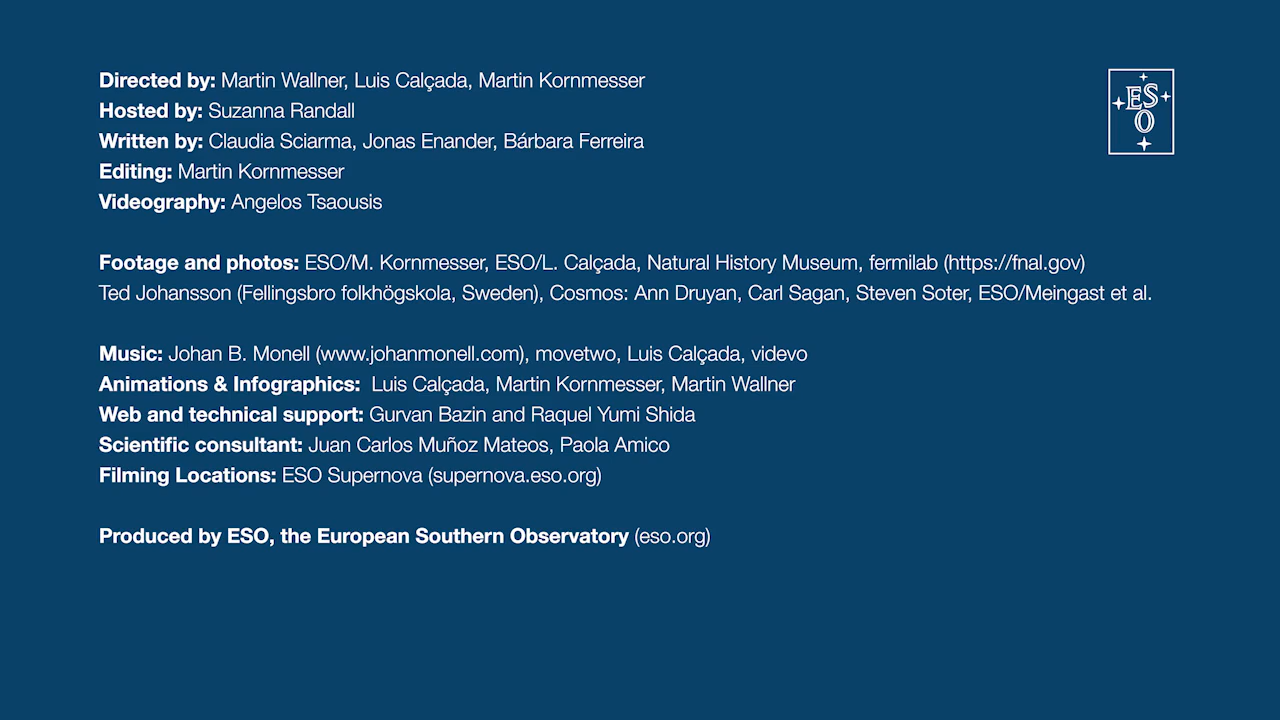 Directed by: Martin Wallner, Luis Calçada, Martin Kornmesser
Hosted by: Suzanna Randall
Written by: Claudia Sciarma, Jonas Enander, Bárbara Ferreira
Editing: Martin Kornmesser
Videography: Angelos Tsaousis
ES
O
Footage and photos: ESO/M. Kornmesser, ESO/L. Calçada, Natural History Museum, fermilab (https://fnal.gov)
Ted Johansson (Fellingsbro folkhögskola, Sweden), Cosmos: Ann Druyan, Carl Sagan, Steven Soter, ESO/Meingast et al.
Music: Johan B. Monell (www.johanmonell.com), movetwo, Luis Calçada, videvo
Animations & Infographics:  Luis Calçada, Martin Kornmesser, Martin Wallner
Web and technical support: Gurvan Bazin and Raquel Yumi Shida
Scientific consultant: Juan Carlos Muñoz Mateos, Paola Amico
Filming Locations: ESO Supernova (supernova.eso.org)
Produced by ESO, the European Southern Observatory (eso.org)